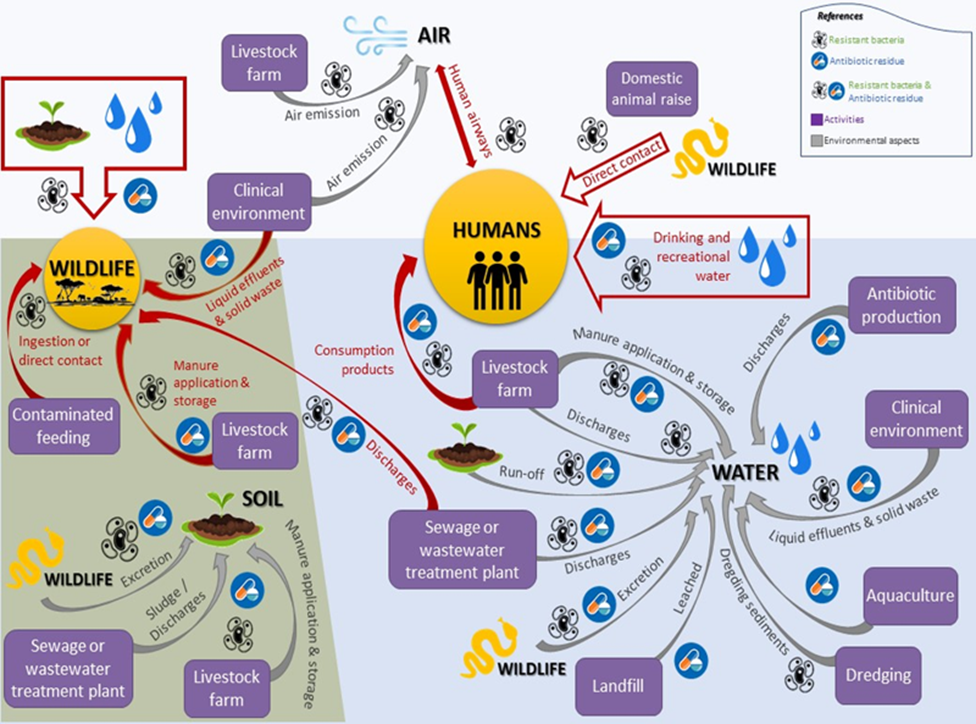 References
Resistant bacteria
Antibiotic residue
Resistant bacteria &
Antibiotic residue
Activities
Environmental aspects
AIR
Livestock
farm
Air emission
Air emission
Human airways
Domestic
animal raise
Direct contact
WILDLIFE
Clinical
environment
HUMANS
Drinking and
recreational
water
WILDLIFE
Liquid effluents
& solid waste
Ingestion or
direct contact
Contaminated
feeding
Manure
application &
storage
Livestock
farm
Discharges
Consumption
products
Livestock
farm
Manure application & storage
Discharges
Run-off
Discharges
Antibiotic
production
Clinical
environment
WATER
Liquid effluents & solid waste
Sewage or
wastewater
treatment plant
Discharges
Excretion
WILDLIFE
Leached
Landfill
Dregding sediments
Dredging
Aquaculture
SOIL
WILDLIFE
Excretion
Sludge /
Discharges
Manure application & storage
Sewage or
wastewater
treatment plant
Livestock
farm